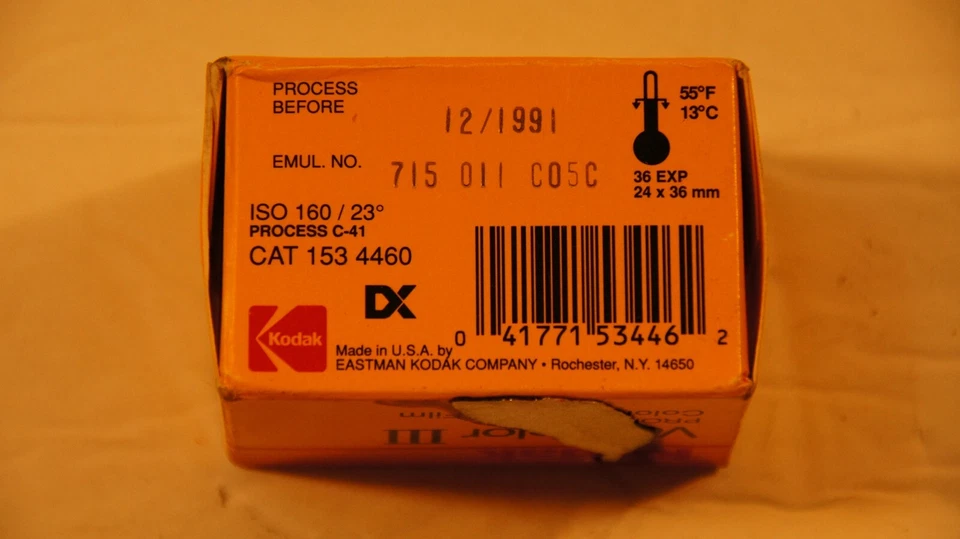 PROCESS
BEFORE
12/1991
EMUL. NO.
715 011 C05C
55°F
13°C
36 EXP
24 x 36 mm
ISO 160 / 23°
PROCESS C-41
CAT 153 4460
DX
0 41771 53446 2
Kodak
Made in U.S.A. by
EASTMAN KODAK COMPANY • Rochester, N.Y. 14650
III